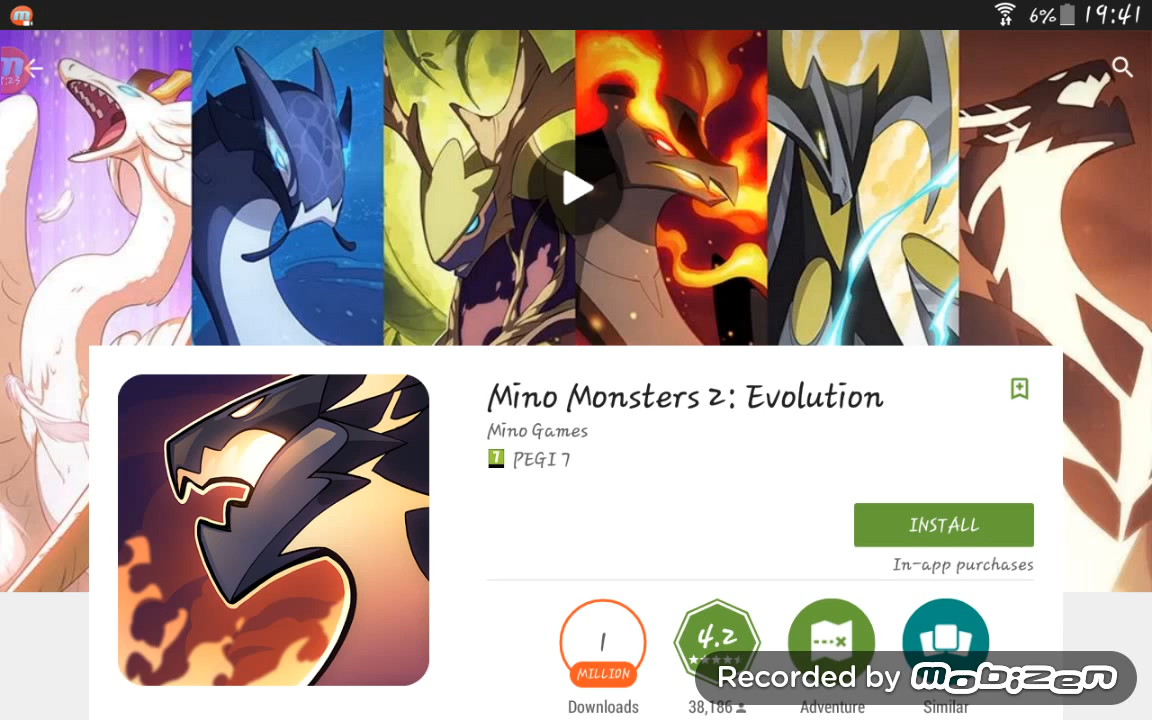 6% 19:41
Mino Monsters 2: Evolution
Mino Games
7 PEGI 7
INSTALL
In-app purchases
1
MILLION
4.2
Downloads
38,186
Adventure
Similar
Recorded by mobizen